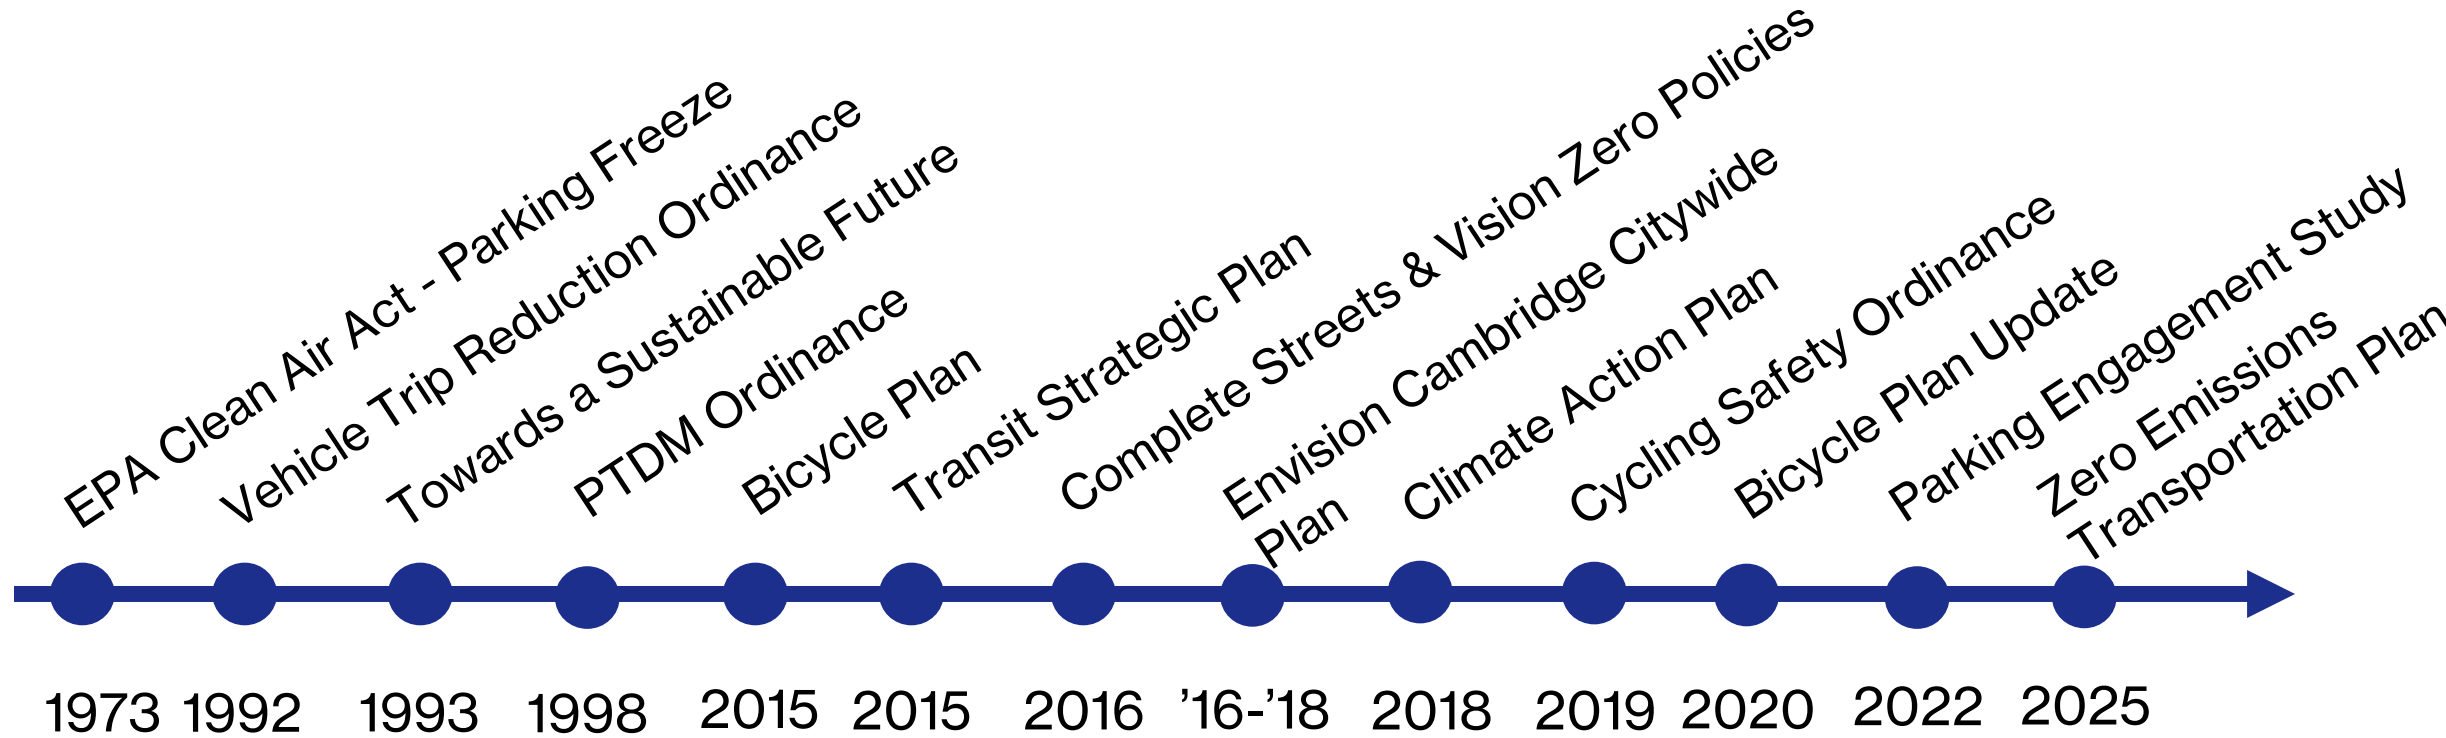 EPA Clean Air Act - Parking Freeze
Vehicle Trip Reduction Ordinance
Towards a Sustainable Future
PTDM Ordinance
Bicycle Plan
Transit Strategic Plan
Complete Streets & Vision Zero Policies
Envision Cambridge Citywide
Plan
Climate Action Plan
Cycling Safety Ordinance
Bicycle Plan Update
Parking Engagement Study
Zero Emissions
Transportation Plan
1973
1992
1993
1998
2015
2015
2016
’16-’18
2018
2019
2020
2022
2025